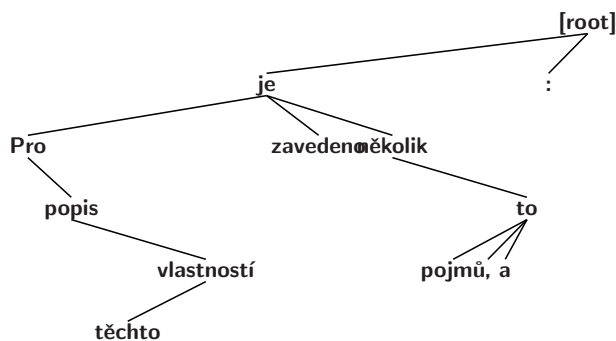 [root]
je :
Pro zavedeno několik
popis to
vlastností pojmů, a
těchto